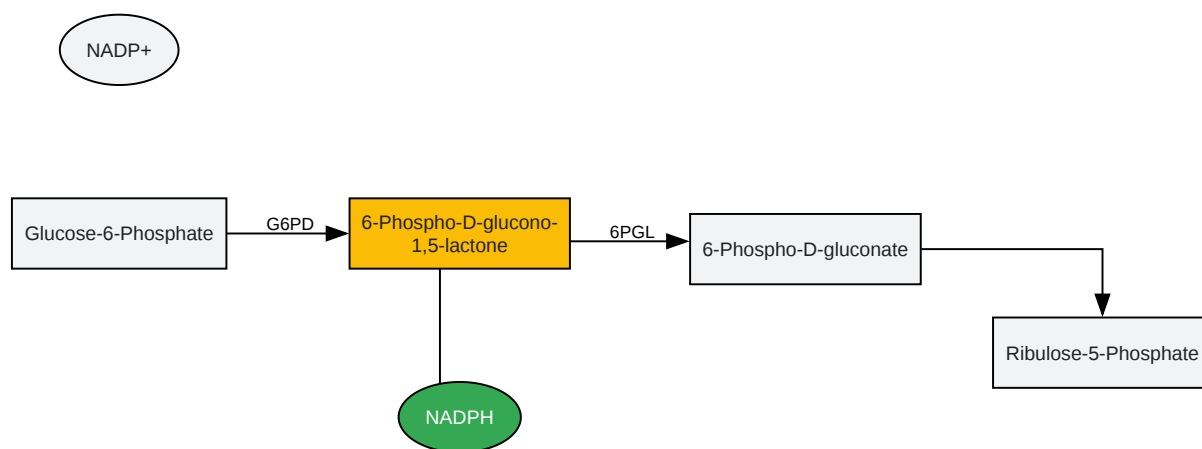 NADP+
Glucose-6-Phosphate
G6PD
6-Phospho-D-glucono-
1,5-lactone
6PGL
6-Phospho-D-gluconate
Ribulose-5-Phosphate
NADPH